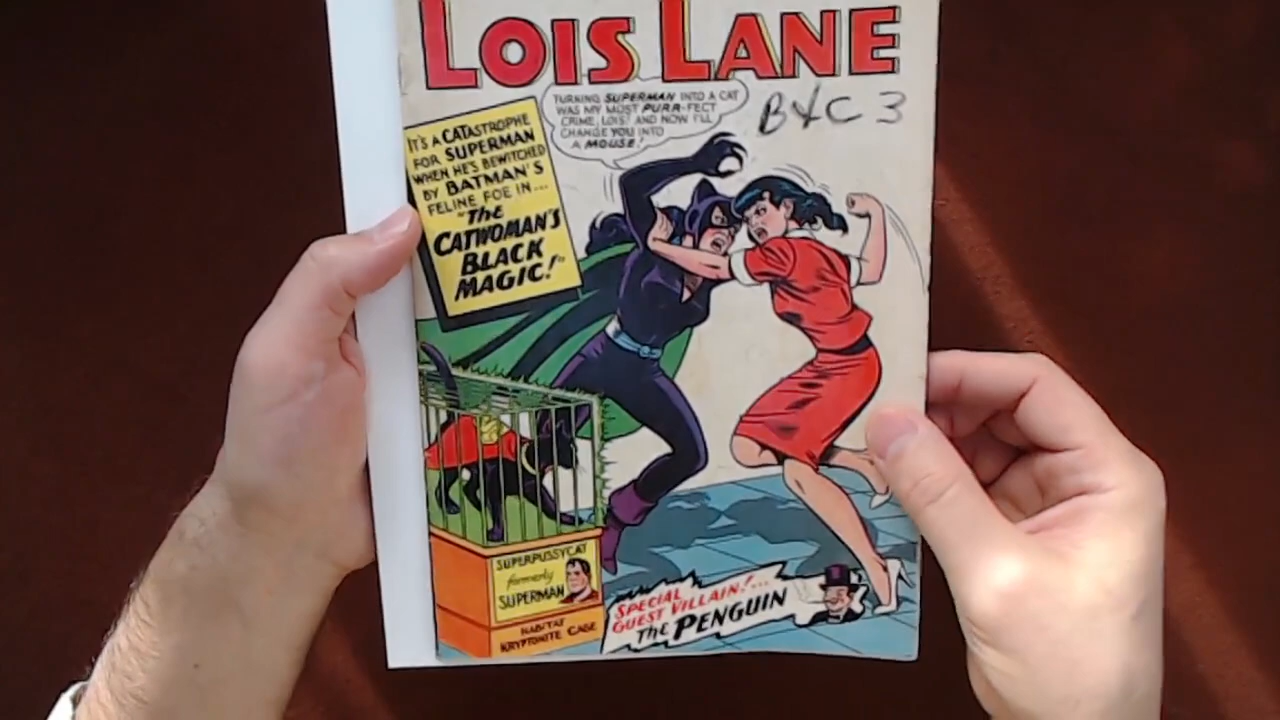 LOIS LANE
TURNING SUPERMAN INTO A CAT
WAS MY MOST PURR-FECT
CRIME, LOIS! AND NOW I'LL
CHANGE YOU INTO
A MOUSE!
B+C 3
IT'S A CATASTROPHE
FOR SUPERMAN
WHEN HE'S BEWITCHED
BY BATMAN'S
FELINE FOE IN...
"THE
CATWOMAN'S
BLACK
MAGIC!"
SUPERPUSSYCAT
formerly
SUPERMAN
HABITAT
KRYPTONITE CAGE
SPECIAL
GUEST VILLAIN!...
THE PENGUIN